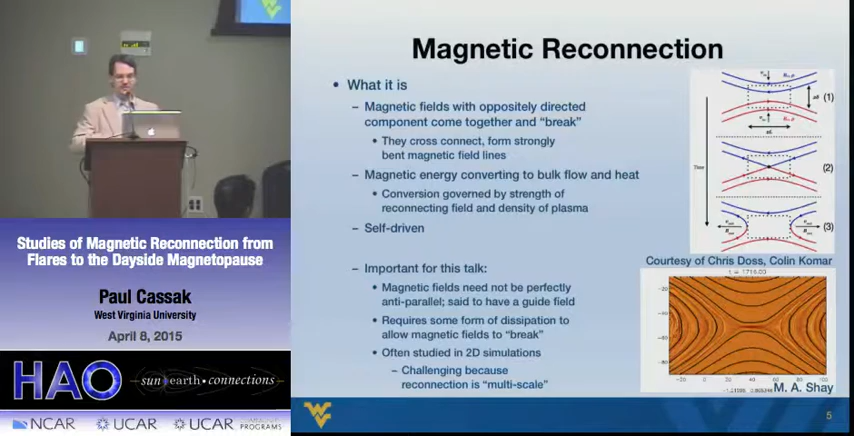 Magnetic Reconnection
• What it is
– Magnetic fields with oppositely directed
component come together and “break”
• They cross connect, form strongly
bent magnetic field lines
– Magnetic energy converting to bulk flow and heat
• Conversion governed by strength of
reconnecting field and density of plasma
– Self-driven
– Important for this talk:
• Magnetic fields need not be perfectly
anti-parallel; said to have a guide field
• Requires some form of dissipation to
allow magnetic fields to “break”
• Often studied in 2D simulations
– Challenging because
reconnection is “multi-scale”
(1)
(2)
(3)
Time
Courtesy of Chris Doss, Colin Komar
M. A. Shay
5
Studies of Magnetic Reconnection from
Flares to the Dayside Magnetopause
Paul Cassak
West Virginia University
April 8, 2015
HAO
sun earth • connections
NCAR
UCAR
UCAR
PROGRAMS